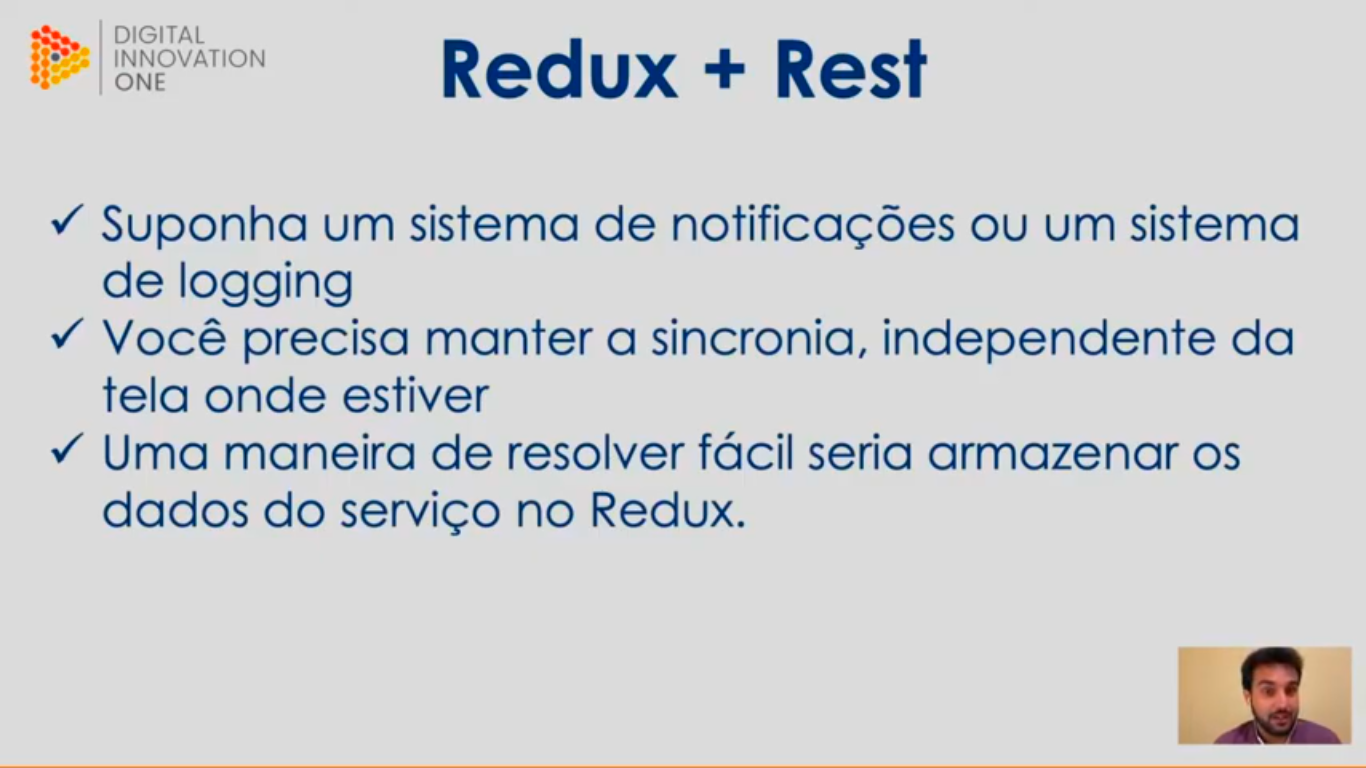 DIGITAL
INNOVATION
ONE
Redux + Rest
✓ Suponha um sistema de notificações ou um sistema
de logging
✓ Você precisa manter a sincronia, independente da
tela onde estiver
✓ Uma maneira de resolver fácil seria armazenar os
dados do serviço no Redux.